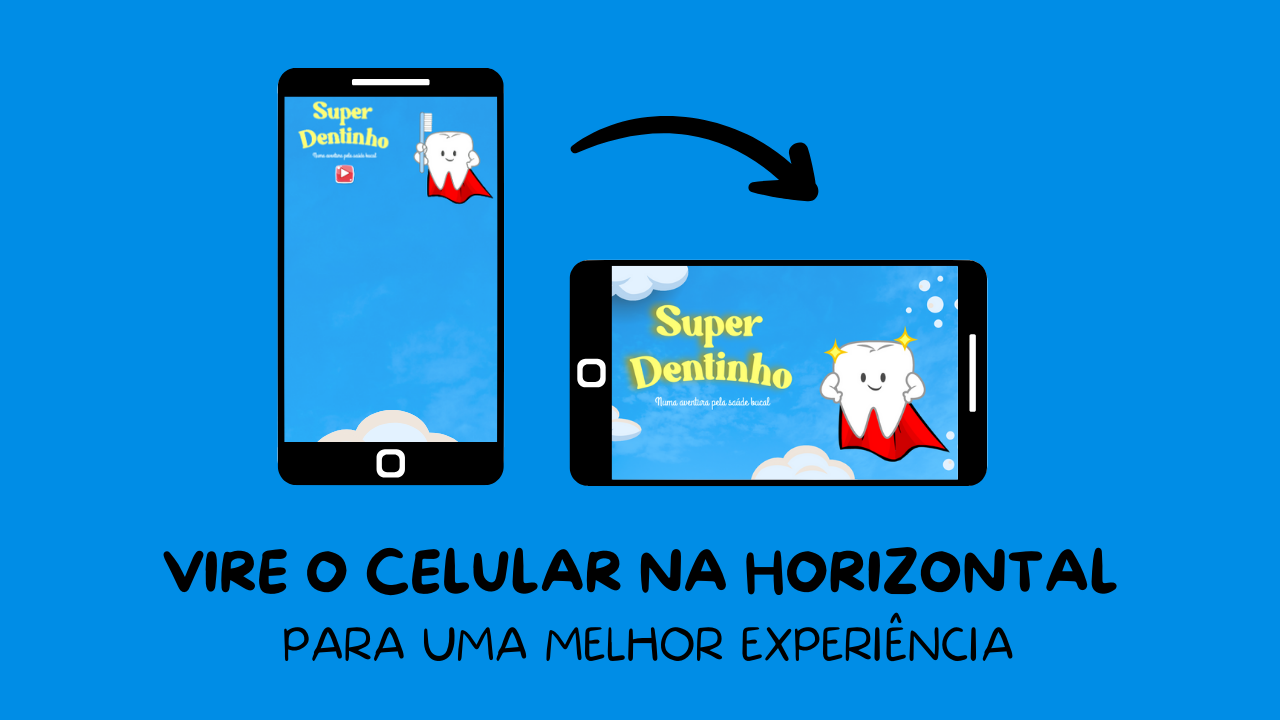 Super
Dentinho
Numa aventura pela saúde bucal
Super
Dentinho
Numa aventura pela saúde bucal
VIRE O CELULAR NA HORIZONTAL
PARA UMA MELHOR EXPERIÊNCIA